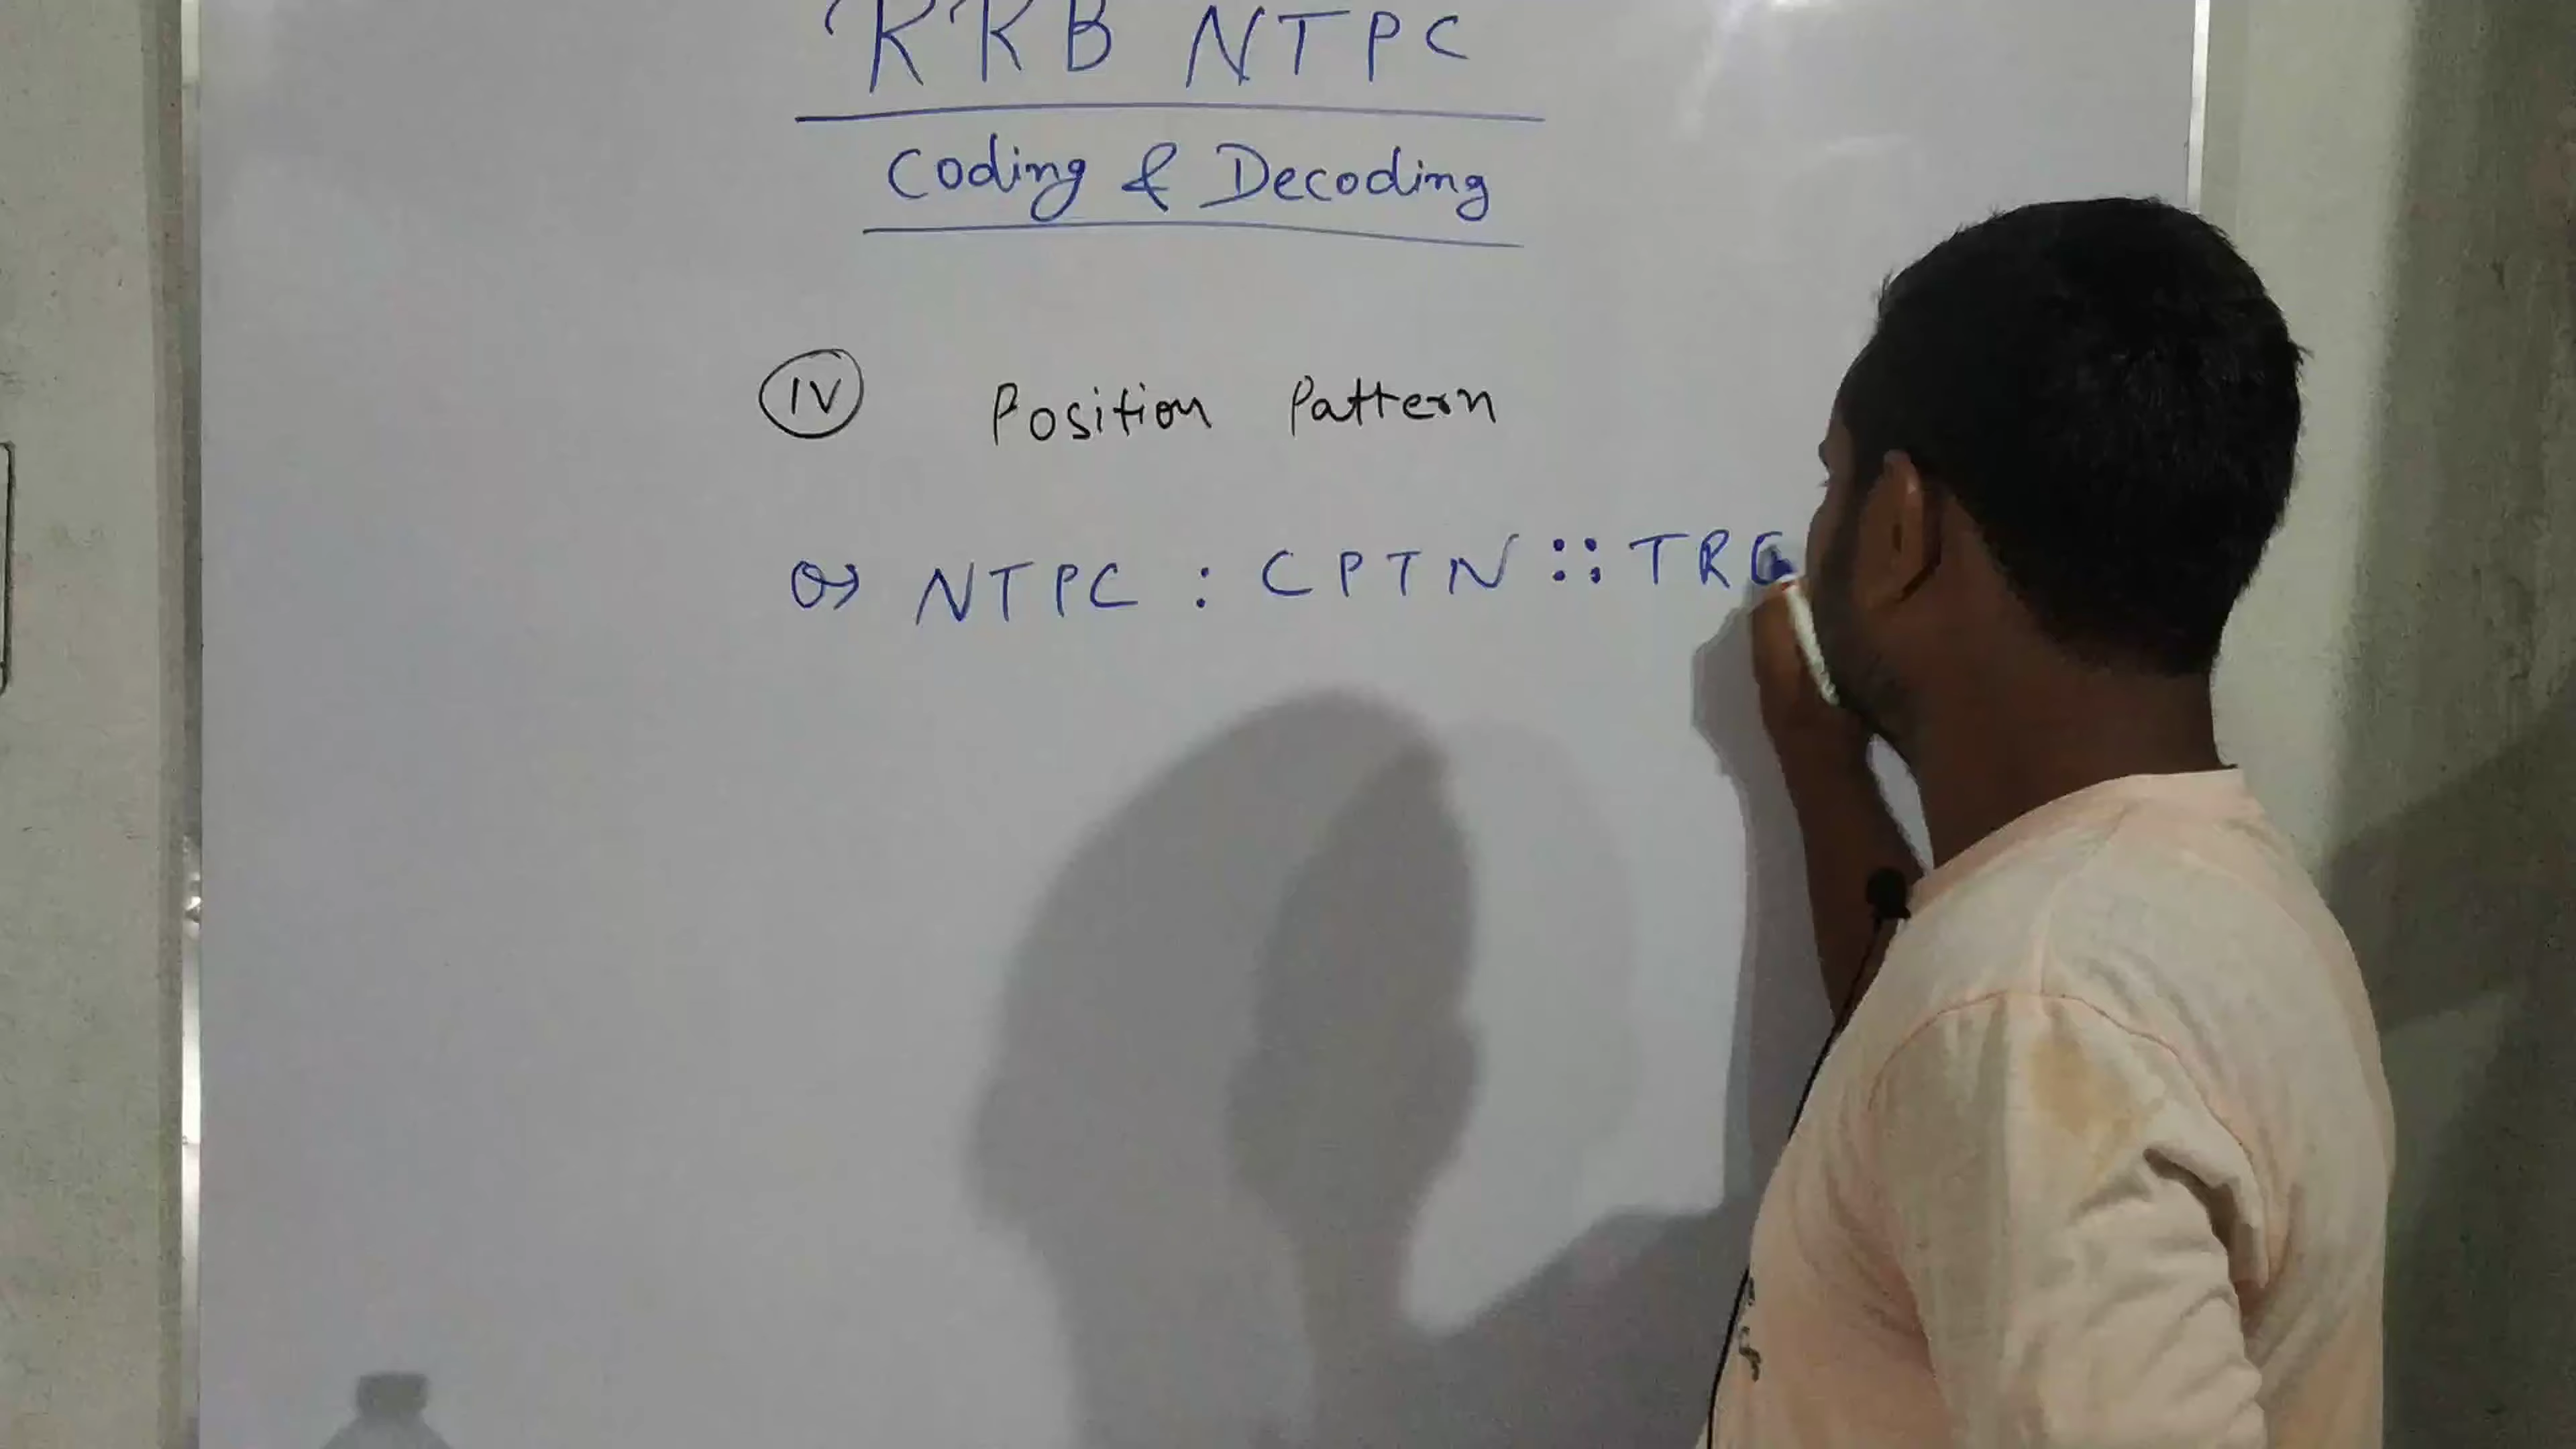 RRB NTPC
Coding & Decoding
IV Position Pattern
Q→ NTPC : CPTN :: TR